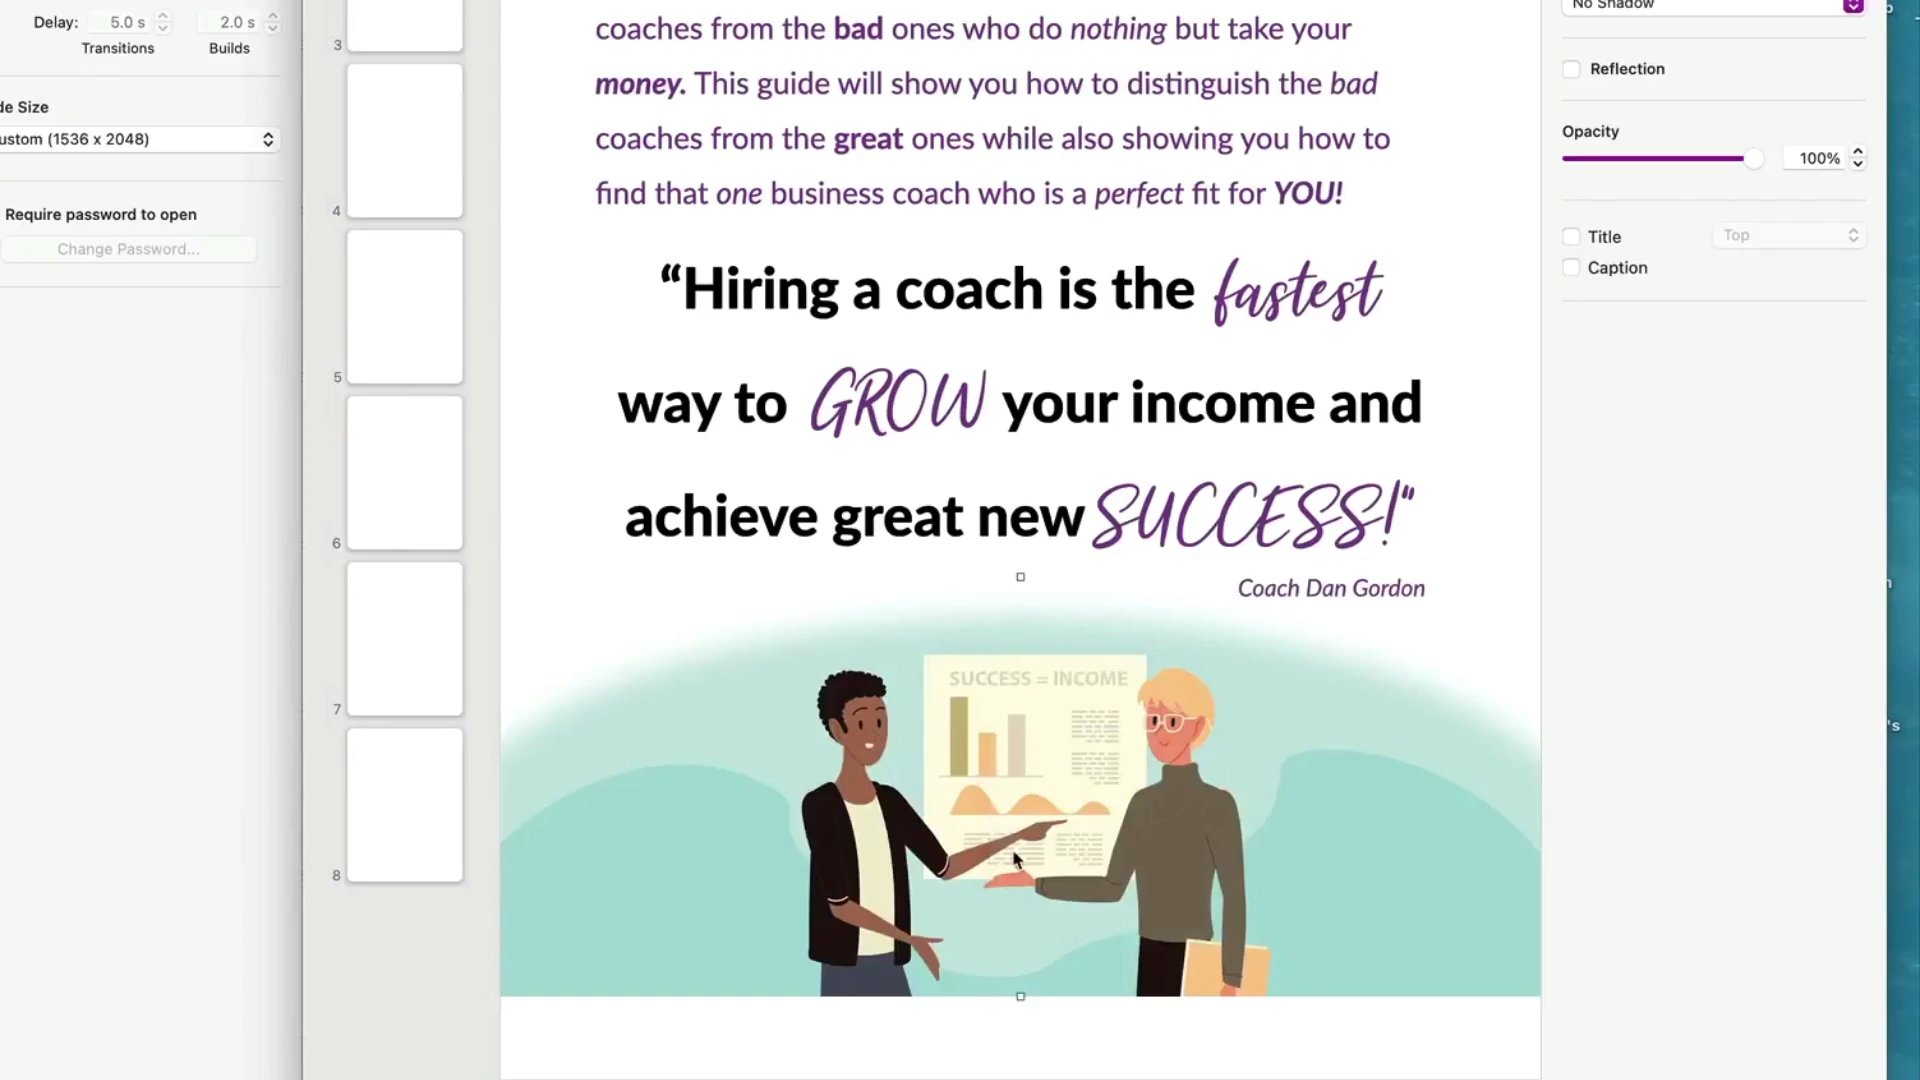 Delay:
5.0 s
2.0 s
Transitions
Builds
de Size
ustom (1536 x 2048)
Require password to open
Change Password...
3
4
5
6
7
8
coaches from the bad ones who do nothing but take your
money. This guide will show you how to distinguish the bad
coaches from the great ones while also showing you how to
find that one business coach who is a perfect fit for YOU!
“Hiring a coach is the fastest
way to GROW your income and
achieve great new SUCCESS!"
Coach Dan Gordon
SUCCESS = INCOME
No Shadow
Reflection
Opacity
100%
Title
Top
Caption
's